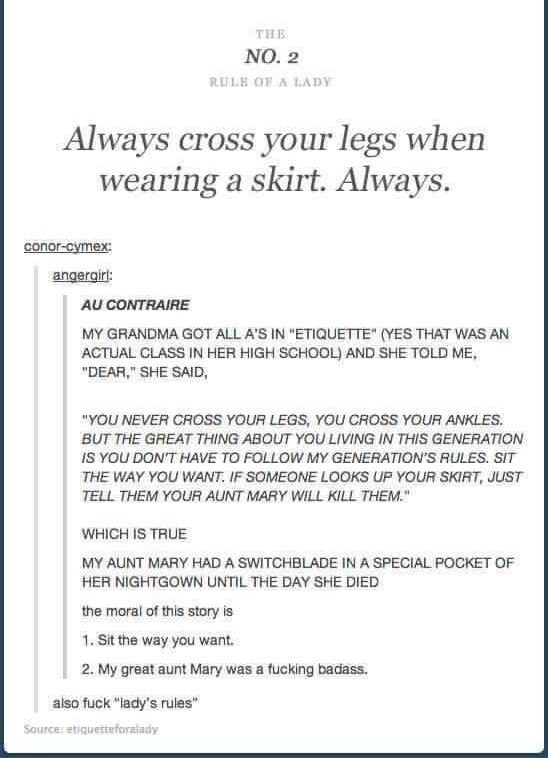 THE
NO. 2
RULE OF A LADY
Always cross your legs when
wearing a skirt. Always.
conor-cymex:
angergirl:
AU CONTRAIRE
MY GRANDMA GOT ALL A'S IN "ETIQUETTE" (YES THAT WAS AN
ACTUAL CLASS IN HER HIGH SCHOOL) AND SHE TOLD ME,
"DEAR," SHE SAID,
"YOU NEVER CROSS YOUR LEGS, YOU CROSS YOUR ANKLES.
BUT THE GREAT THING ABOUT YOU LIVING IN THIS GENERATION
IS YOU DON'T HAVE TO FOLLOW MY GENERATION'S RULES. SIT
THE WAY YOU WANT. IF SOMEONE LOOKS UP YOUR SKIRT, JUST
TELL THEM YOUR AUNT MARY WILL KILL THEM."
WHICH IS TRUE
MY AUNT MARY HAD A SWITCHBLADE IN A SPECIAL POCKET OF
HER NIGHTGOWN UNTIL THE DAY SHE DIED
the moral of this story is
1. Sit the way you want.
2. My great aunt Mary was a fucking badass.
also fuck "lady's rules"
Source: etiquetteforalady